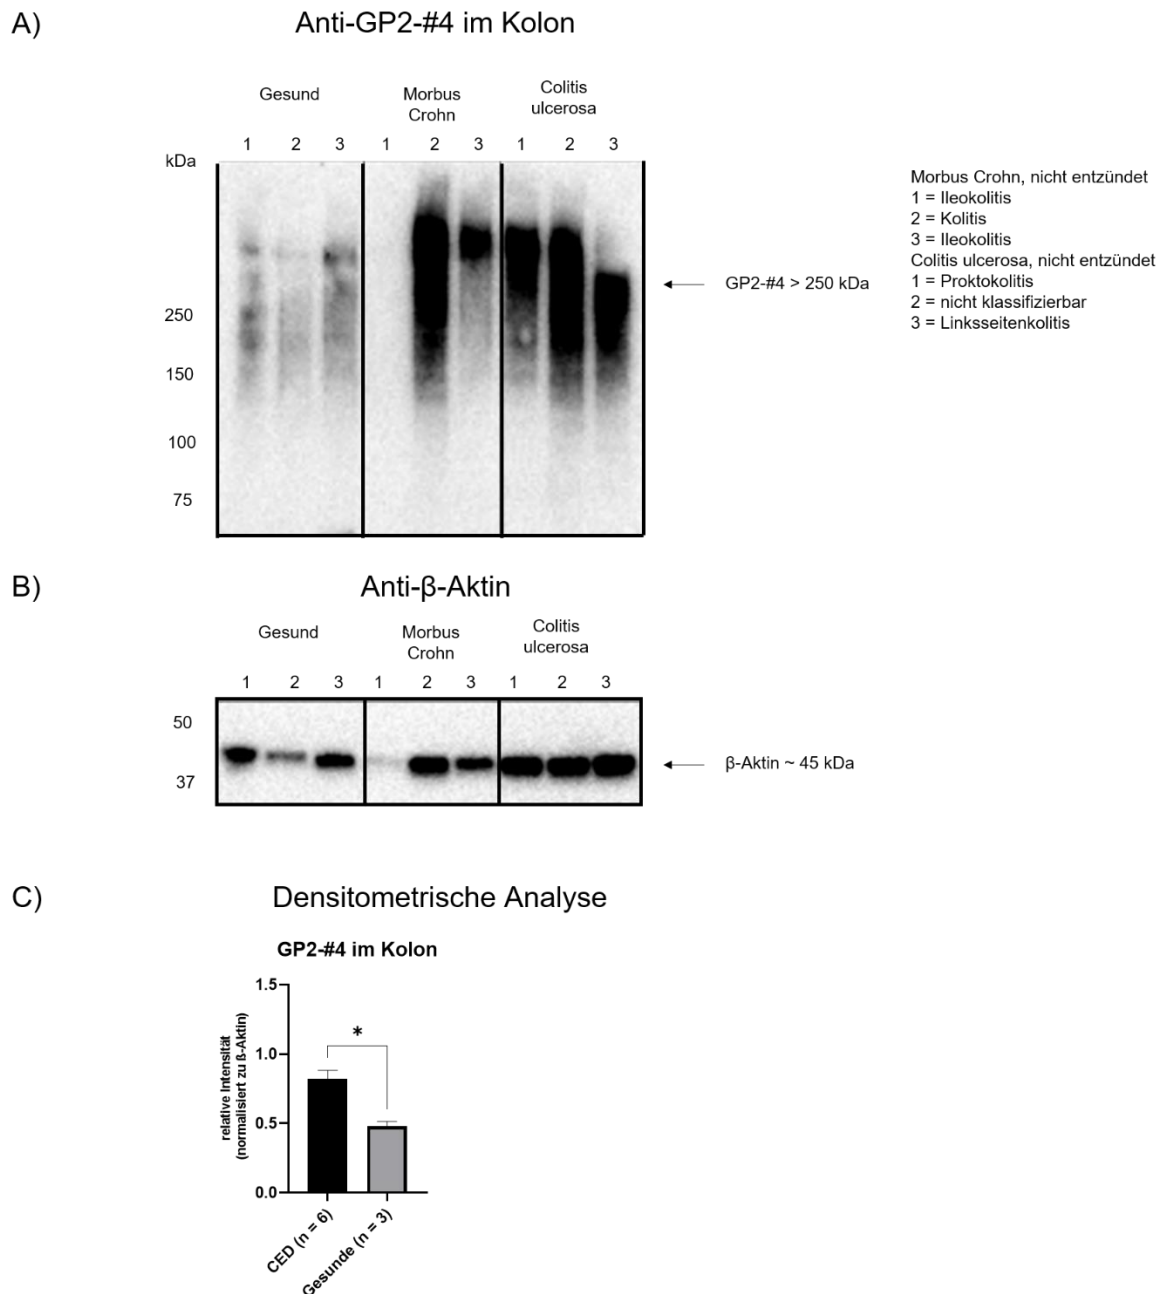 A)
Anti-GP2-#4 im Kolon
Gesund
Morbus
Crohn
Colitis
ulcerosa
1 2 3 1 2 3 1 2 3
kDa
250
150
100
75
GP2-#4 > 250 kDa
Morbus Crohn, nicht entzündet
1 = Ileokolitis
2 = Kolitis
3 = Ileokolitis
Colitis ulcerosa, nicht entzündet
1 = Proktokolitis
2 = nicht klassifizierbar
3 = Linksseitenkolitis
B)
Anti-β-Aktin
Gesund
Morbus
Crohn
Colitis
ulcerosa
1 2 3 1 2 3 1 2 3
50
37
β-Aktin ~ 45 kDa
C)
Densitometrische Analyse
GP2-#4 im Kolon
relative Intensität
(normalisiert zu ß-Aktin)
1.5
1.0
0.5
0.0
*
CED (n = 6)
Gesunde (n = 3)